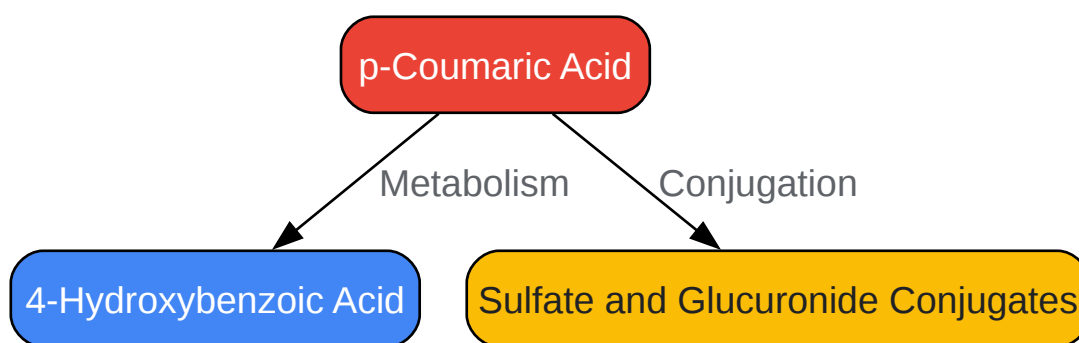 p-Coumaric Acid
Metabolism
Conjugation
4-Hydroxybenzoic Acid
Sulfate and Glucuronide Conjugates